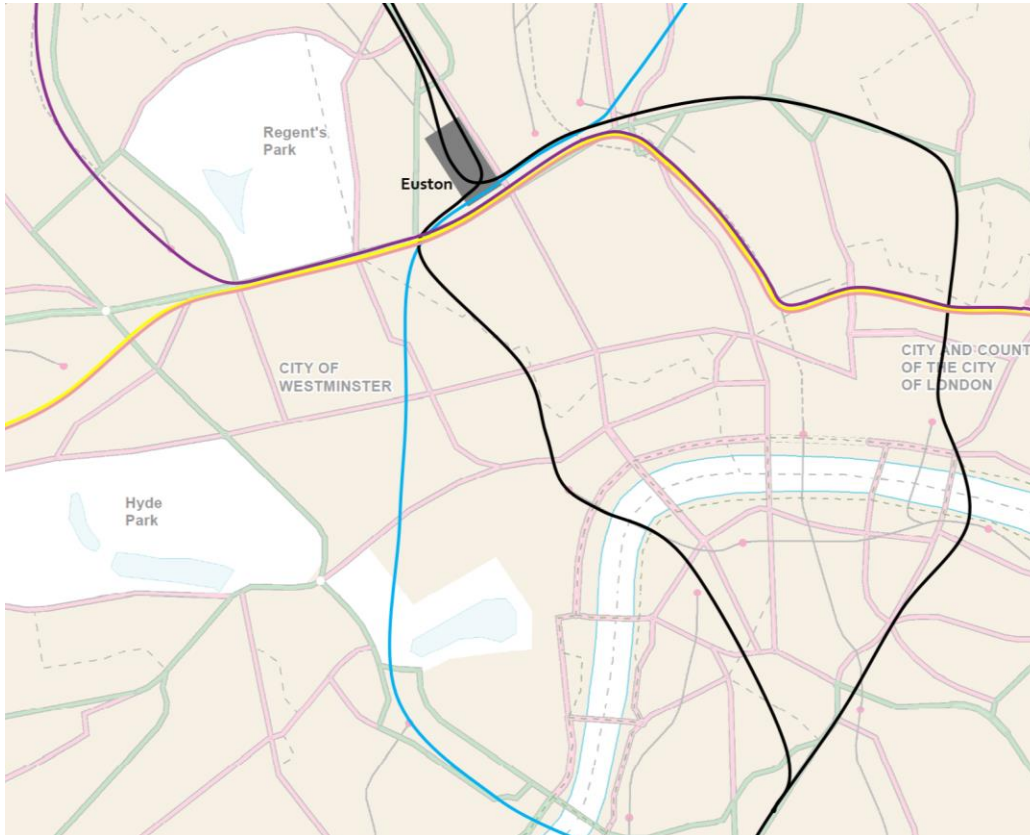 Regent's
Park
Euston
CITY OF
WESTMINSTER
CITY AND COUNT
OF THE CITY
OF LONDON
Hyde
Park